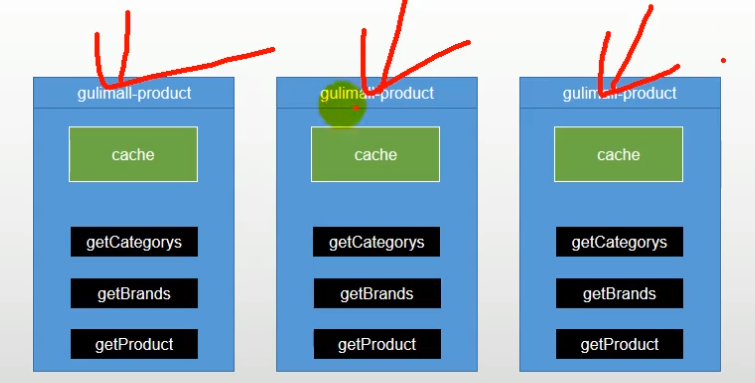 gulimall-product
cache
getCategorys
getBrands
getProduct
gulimall-product
cache
getCategorys
getBrands
getProduct
gulimall-product
cache
getCategorys
getBrands
getProduct